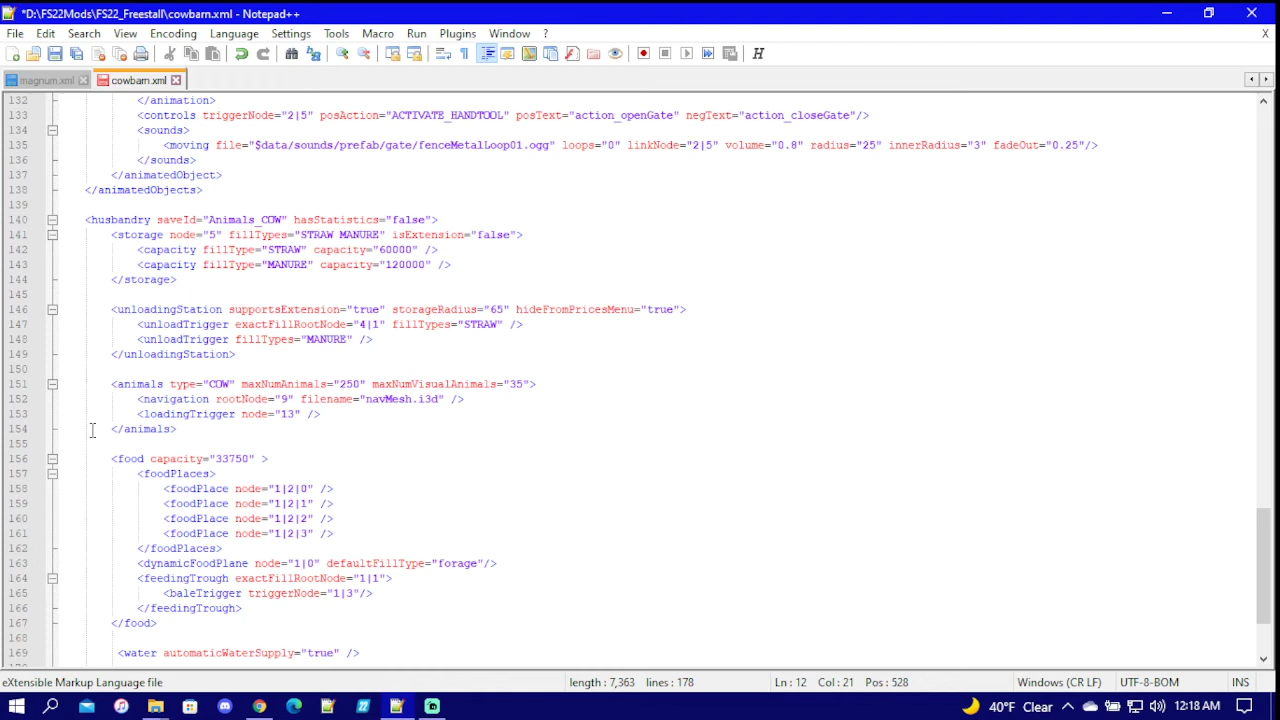 *D:\FS22Mods\FS22_Freestall\cowbarn.xml - Notepad++
File Edit Search View Encoding Language Settings Tools Macro Run Plugins Window ? X
magnum.xml cowbarn.xml
132 </animation>
133 <controls triggerNode="2|5" posAction="ACTIVATE_HANDTOOL" posText="action_openGate" negText="action_closeGate"/>
134 <sounds>
135 <moving file="$data/sounds/prefab/gate/fenceMetalLoop01.ogg" loops="0" linkNode="2|5" volume="0.8" radius="25" innerRadius="3" fadeOut="0.25"/>
136 </sounds>
137 </animatedObject>
138 </animatedObjects>
139
140 <husbandry saveId="Animals_COW" hasStatistics="false">
141 <storage node="5" fillTypes="STRAW MANURE" isExtension="false">
142 <capacity fillType="STRAW" capacity="60000" />
143 <capacity fillType="MANURE" capacity="120000" />
144 </storage>
145
146 <unloadingStation supportsExtension="true" storageRadius="65" hideFromPricesMenu="true">
147 <unloadTrigger exactFillRootNode="4|1" fillTypes="STRAW" />
148 <unloadTrigger fillTypes="MANURE" />
149 </unloadingStation>
150
151 <animals type="COW" maxNumAnimals="250" maxNumVisualAnimals="35">
152 <navigation rootNode="9" filename="navMesh.i3d" />
153 <loadingTrigger node="13" />
154 </animals>
155
156 <food capacity="33750" >
157 <foodPlaces>
158 <foodPlace node="1|2|0" />
159 <foodPlace node="1|2|1" />
160 <foodPlace node="1|2|2" />
161 <foodPlace node="1|2|3" />
162 </foodPlaces>
163 <dynamicFoodPlane node="1|0" defaultFillType="forage"/>
164 <feedingTrough exactFillRootNode="1|1">
165 <baleTrigger triggerNode="1|3"/>
166 </feedingTrough>
167 </food>
168
169 <water automaticWaterSupply="true" />
eXtensible Markup Language file length : 7,363 lines : 178 Ln : 12 Col : 21 Pos : 528 Windows (CR LF) UTF-8-BOM INS
40°F Clear 12:18 AM